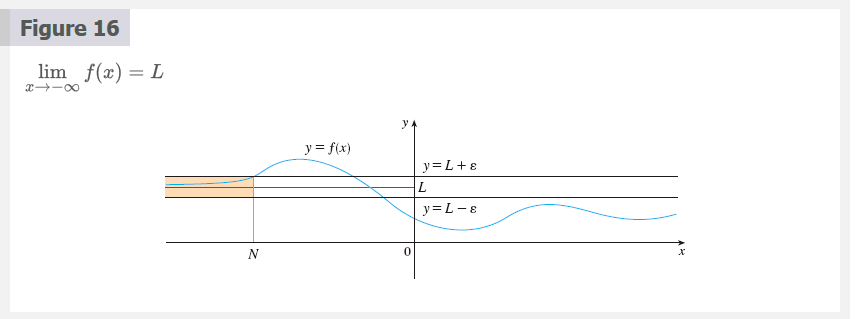 Figure 16
lim f(x) = L
x→−∞
y
y = f(x)
y = L + ε
L
y = L − ε
N
0
x